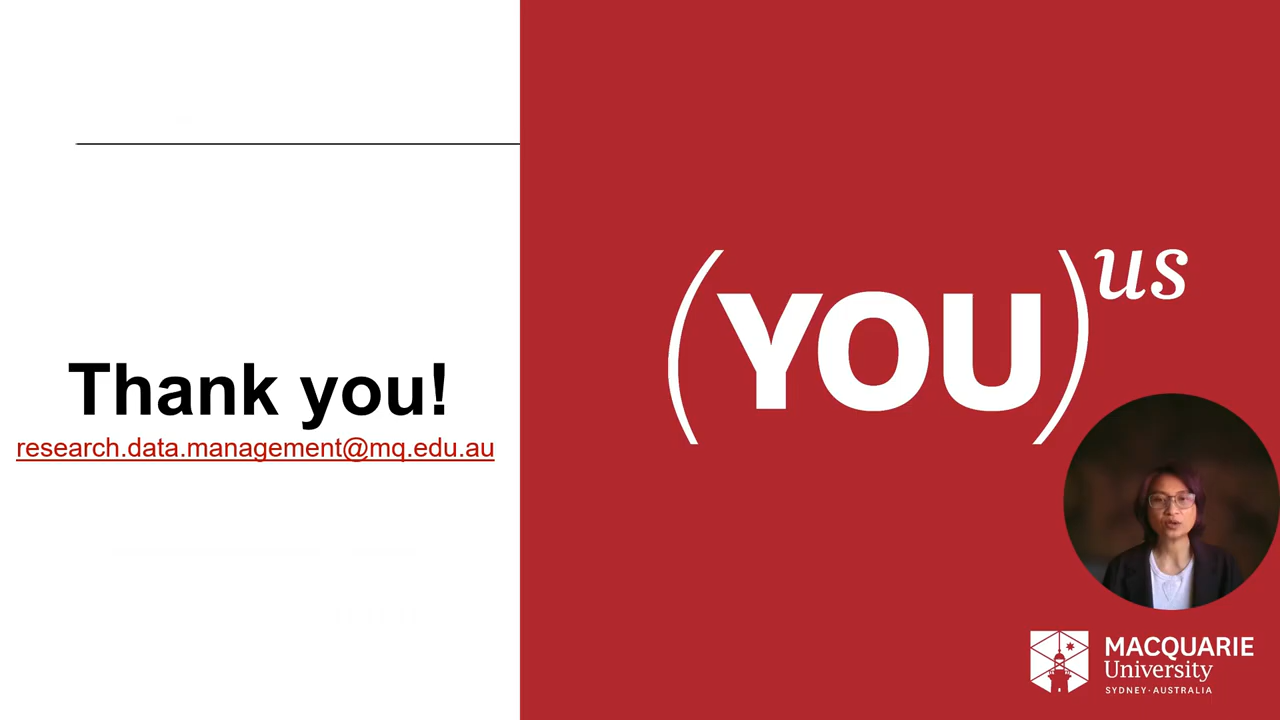 Thank you!
research.data.management@mq.edu.au
(YOU)us
MACQUARIE
University
SYDNEY·AUSTRALIA